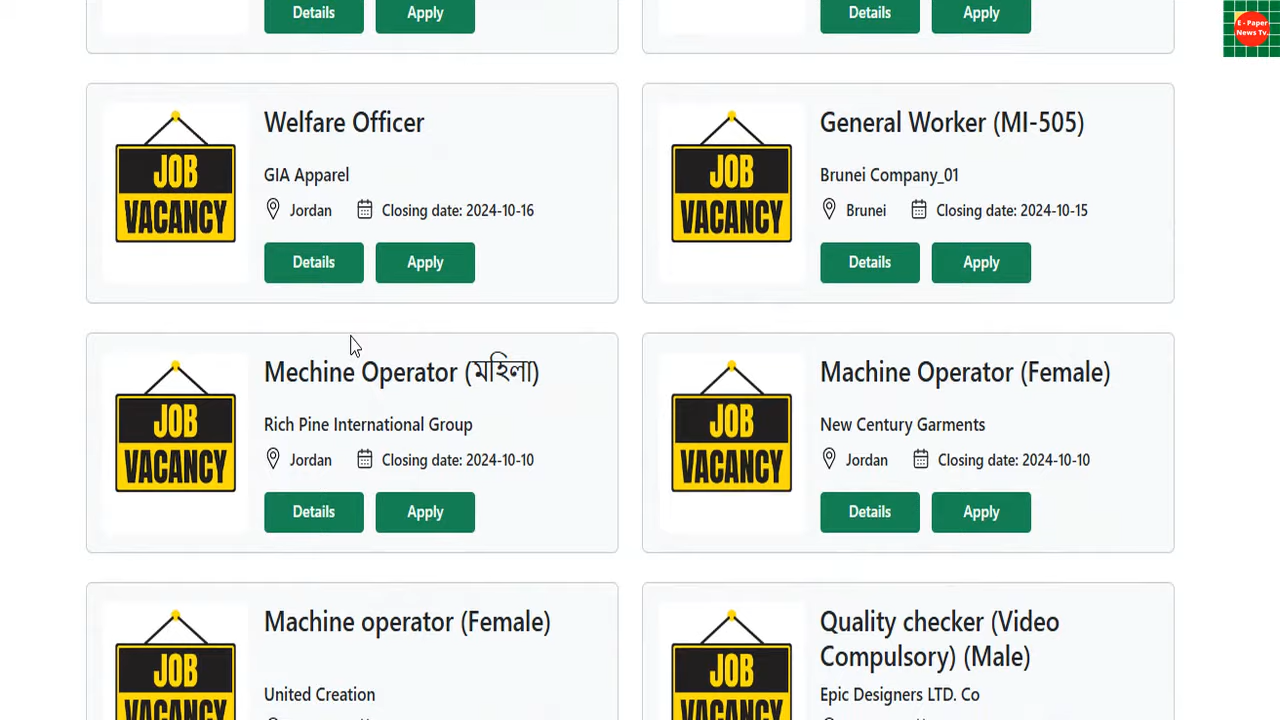 Details
Apply
Details
Apply
E - Paper
News Tv.
JOB
VACANCY
Welfare Officer
GIA Apparel
Jordan
Closing date: 2024-10-16
Details
Apply
JOB
VACANCY
General Worker (MI-505)
Brunei Company_01
Brunei
Closing date: 2024-10-15
Details
Apply
JOB
VACANCY
Mechine Operator (মহিলা)
Rich Pine International Group
Jordan
Closing date: 2024-10-10
Details
Apply
JOB
VACANCY
Machine Operator (Female)
New Century Garments
Jordan
Closing date: 2024-10-10
Details
Apply
JOB
VACANCY
Machine operator (Female)
United Creation
JOB
VACANCY
Quality checker (Video
Compulsory) (Male)
Epic Designers LTD. Co